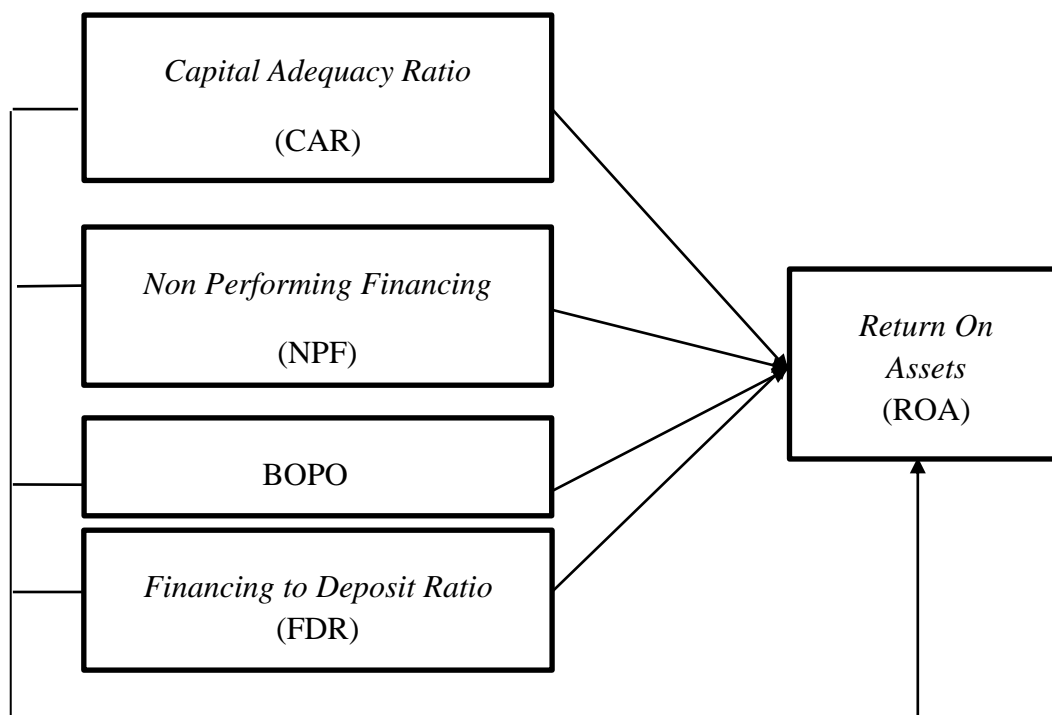 Capital Adequacy Ratio
(CAR)
Non Performing Financing
(NPF)
BOPO
Financing to Deposit Ratio
(FDR)
Return On
Assets
(ROA)